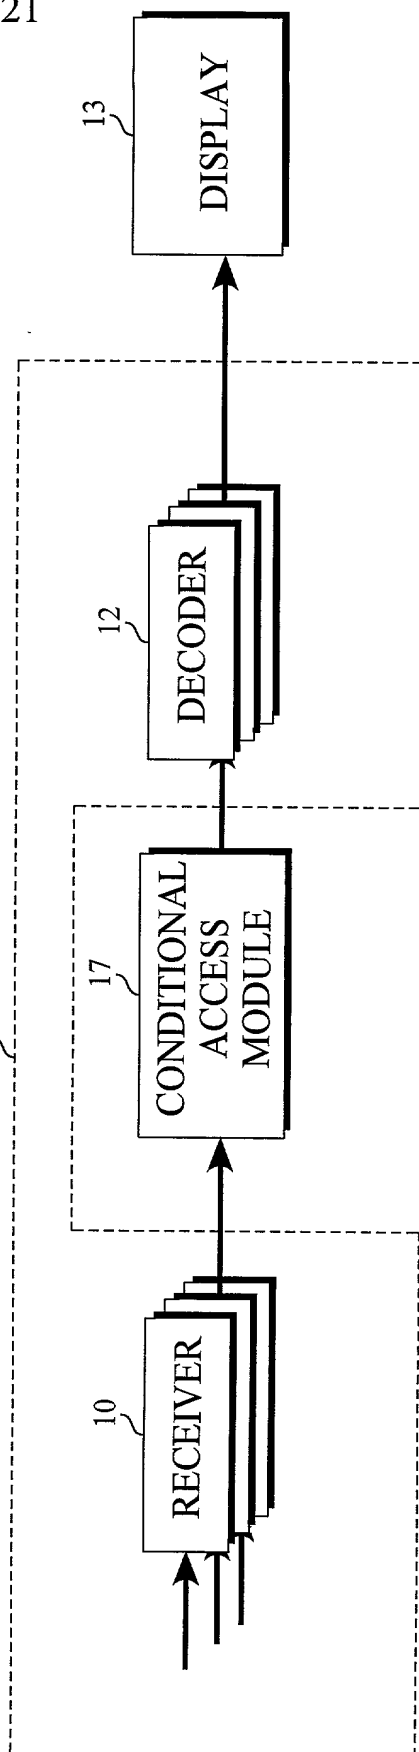 21
13
DISPLAY
12
DECODER
17
CONDITIONAL
ACCESS
MODULE
10
RECEIVER